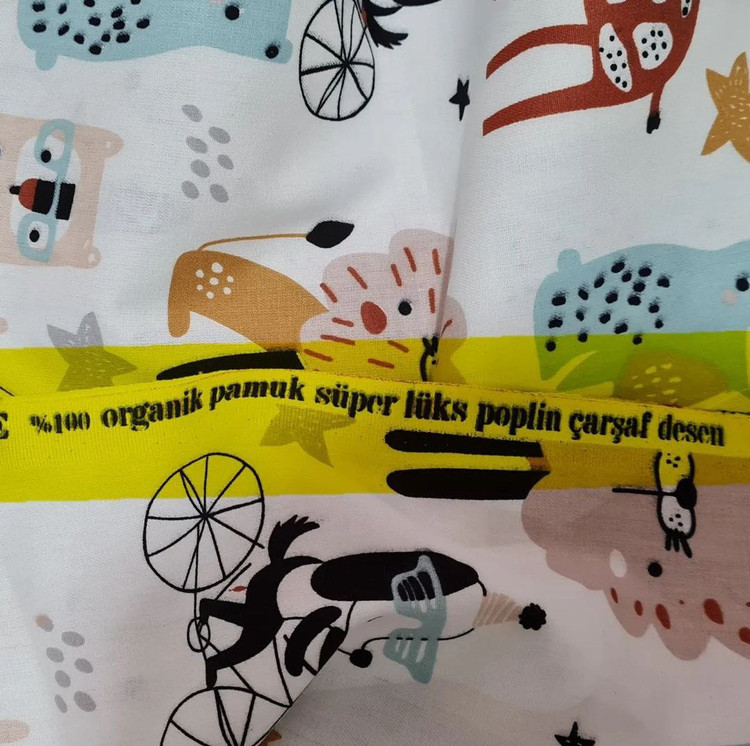 %100 organik pamuk süper lüks poplin çarşaf desen